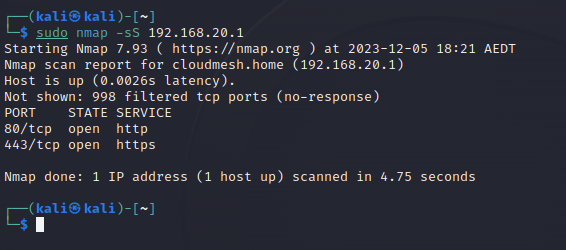 ┌──(kali㉿kali)-[~]
└─$ sudo nmap -sS 192.168.20.1
Starting Nmap 7.93 ( https://nmap.org ) at 2023-12-05 18:21 AEDT
Nmap scan report for cloudmesh.home (192.168.20.1)
Host is up (0.0026s latency).
Not shown: 998 filtered tcp ports (no-response)
PORT    STATE SERVICE
80/tcp  open  http
443/tcp open  https
Nmap done: 1 IP address (1 host up) scanned in 4.75 seconds
┌──(kali㉿kali)-[~]
└─$